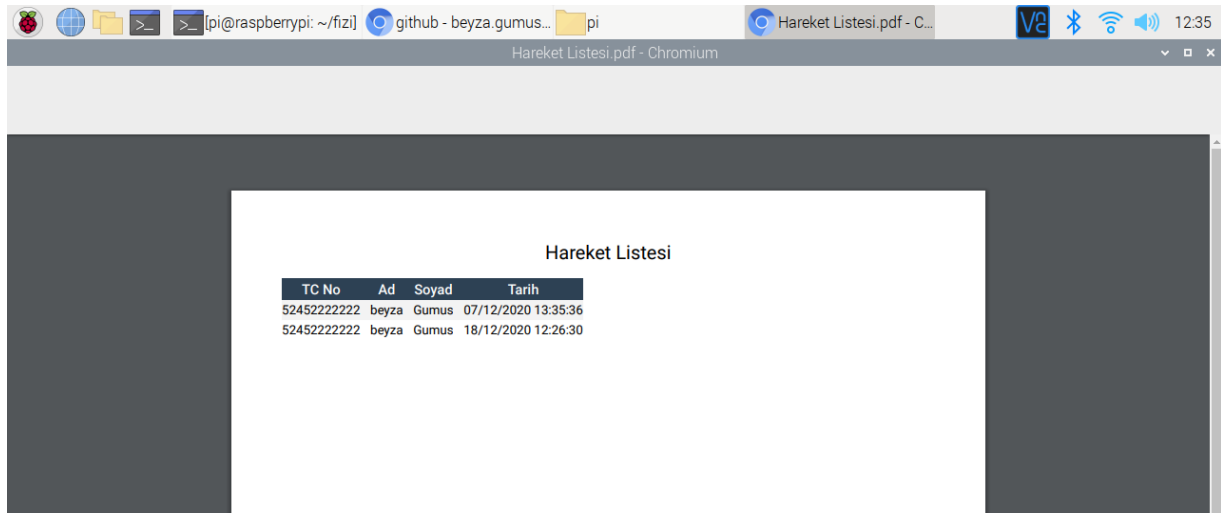 [pi@raspberrypi: ~/fizi] github - beyza.gumus... pi Hareket Listesi.pdf - C... 12:35
Hareket Listesi.pdf - Chromium
Hareket Listesi
TC No Ad Soyad Tarih
52452222222 beyza Gumus 07/12/2020 13:35:36
52452222222 beyza Gumus 18/12/2020 12:26:30